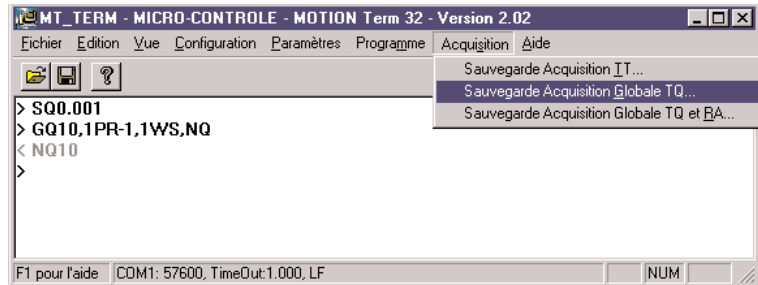 MT_TERM - MICRO-CONTROLE - MOTION Term 32 - Version 2.02
Fichier Edition Vue Configuration Paramètres Programme Acquisition Aide
Sauvegarde Acquisition TT...
Sauvegarde Acquisition Globale TQ...
Sauvegarde Acquisition Globale TQ et RA...
> SQ0.001
> GQ10,1PR-1,1WS,NQ
< NQ10
>
F1 pour l'aide COM1: 57600, TimeOut:1.000, LF NUM